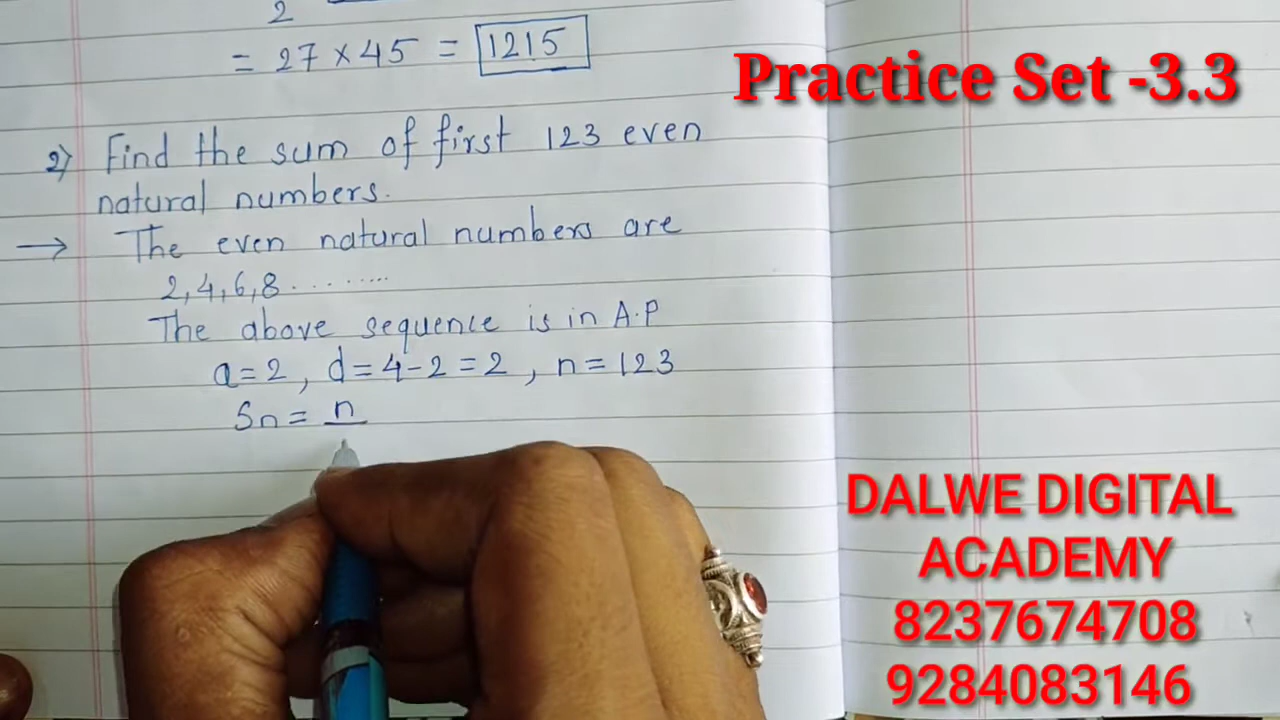 2
= 27 × 45 = 1215
Practice Set -3.3
2) Find the sum of first 123 even
natural numbers.
→ The even natural numbers are
2, 4, 6, 8 . . . . . . . . .
The above sequence is in A.P
a = 2 , d = 4 - 2 = 2 , n = 123
Sn = n
DALWE DIGITAL
ACADEMY
8237674708
9284083146